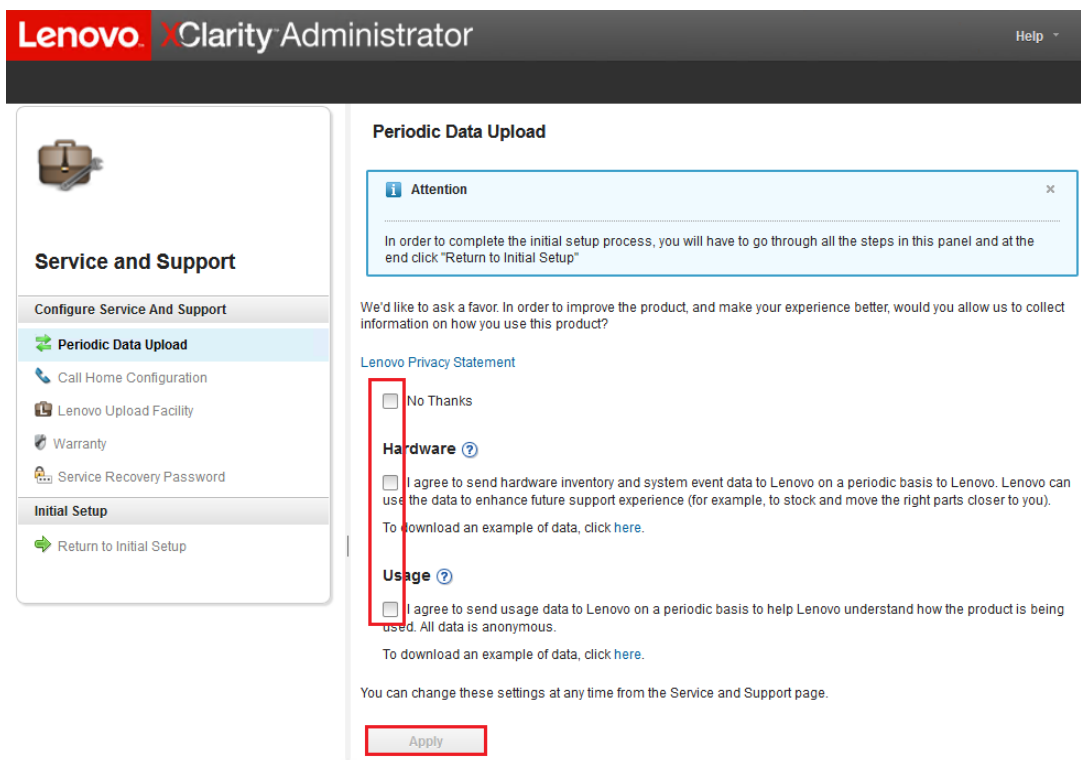 Lenovo. XClarity Administrator
Help
Service and Support
Configure Service And Support
Periodic Data Upload
Call Home Configuration
Lenovo Upload Facility
Warranty
Service Recovery Password
Initial Setup
Return to Initial Setup
Periodic Data Upload
Attention
In order to complete the initial setup process, you will have to go through all the steps in this panel and at the
end click "Return to Initial Setup"
We'd like to ask a favor. In order to improve the product, and make your experience better, would you allow us to collect
information on how you use this product?
Lenovo Privacy Statement
No Thanks
Hardware
I agree to send hardware inventory and system event data to Lenovo on a periodic basis to Lenovo. Lenovo can
use the data to enhance future support experience (for example, to stock and move the right parts closer to you).
To download an example of data, click here.
Usage
I agree to send usage data to Lenovo on a periodic basis to help Lenovo understand how the product is being
used. All data is anonymous.
To download an example of data, click here.
You can change these settings at any time from the Service and Support page.
Apply